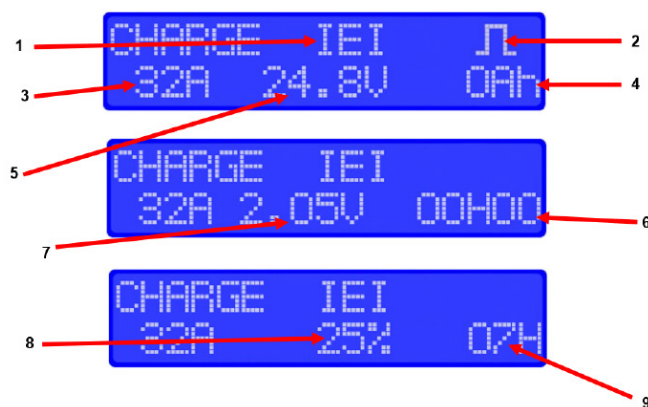 1 CHARGE IEI 2
3 32A 24.8V 0Ah 4
5
CHARGE IEI
32A 2.05V 00H00 6
7
CHARGE IEI
8 32A 25% 07H
9